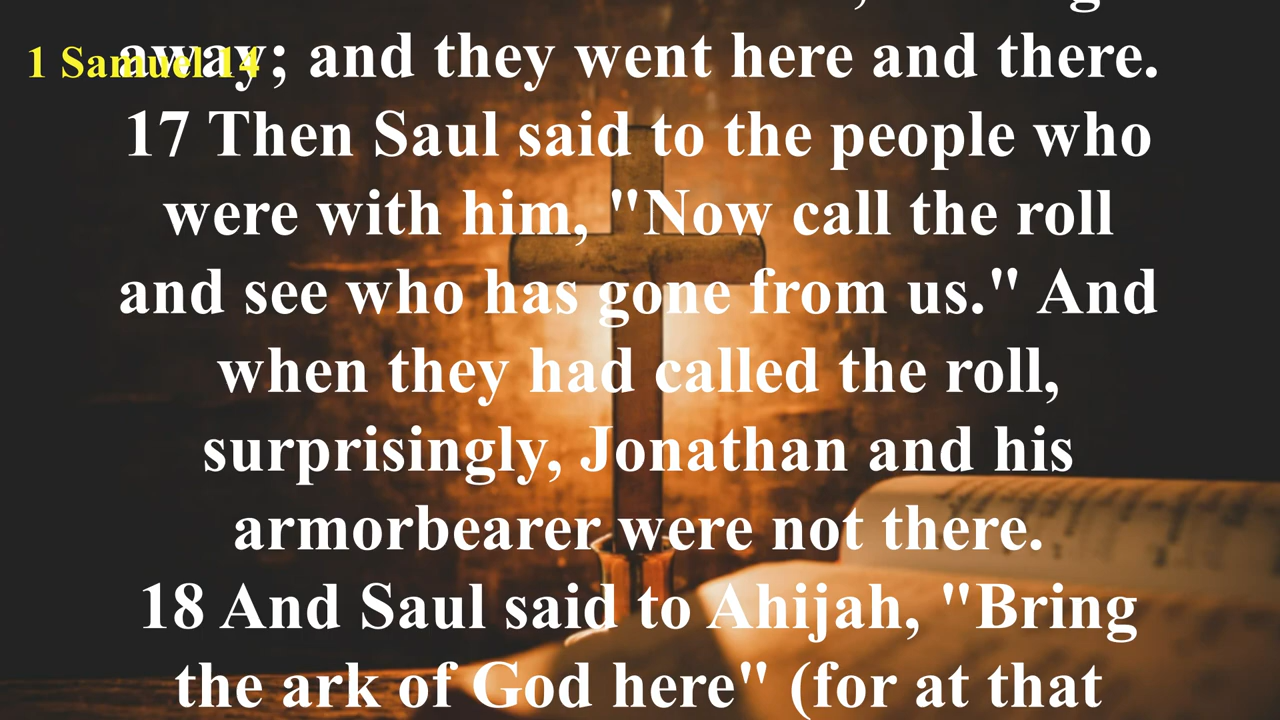 1 Samuel 14
away; and they went here and there.
17 Then Saul said to the people who
were with him, "Now call the roll
and see who has gone from us." And
when they had called the roll,
surprisingly, Jonathan and his
armorbearer were not there.
18 And Saul said to Ahijah, "Bring
the ark of God here" (for at that